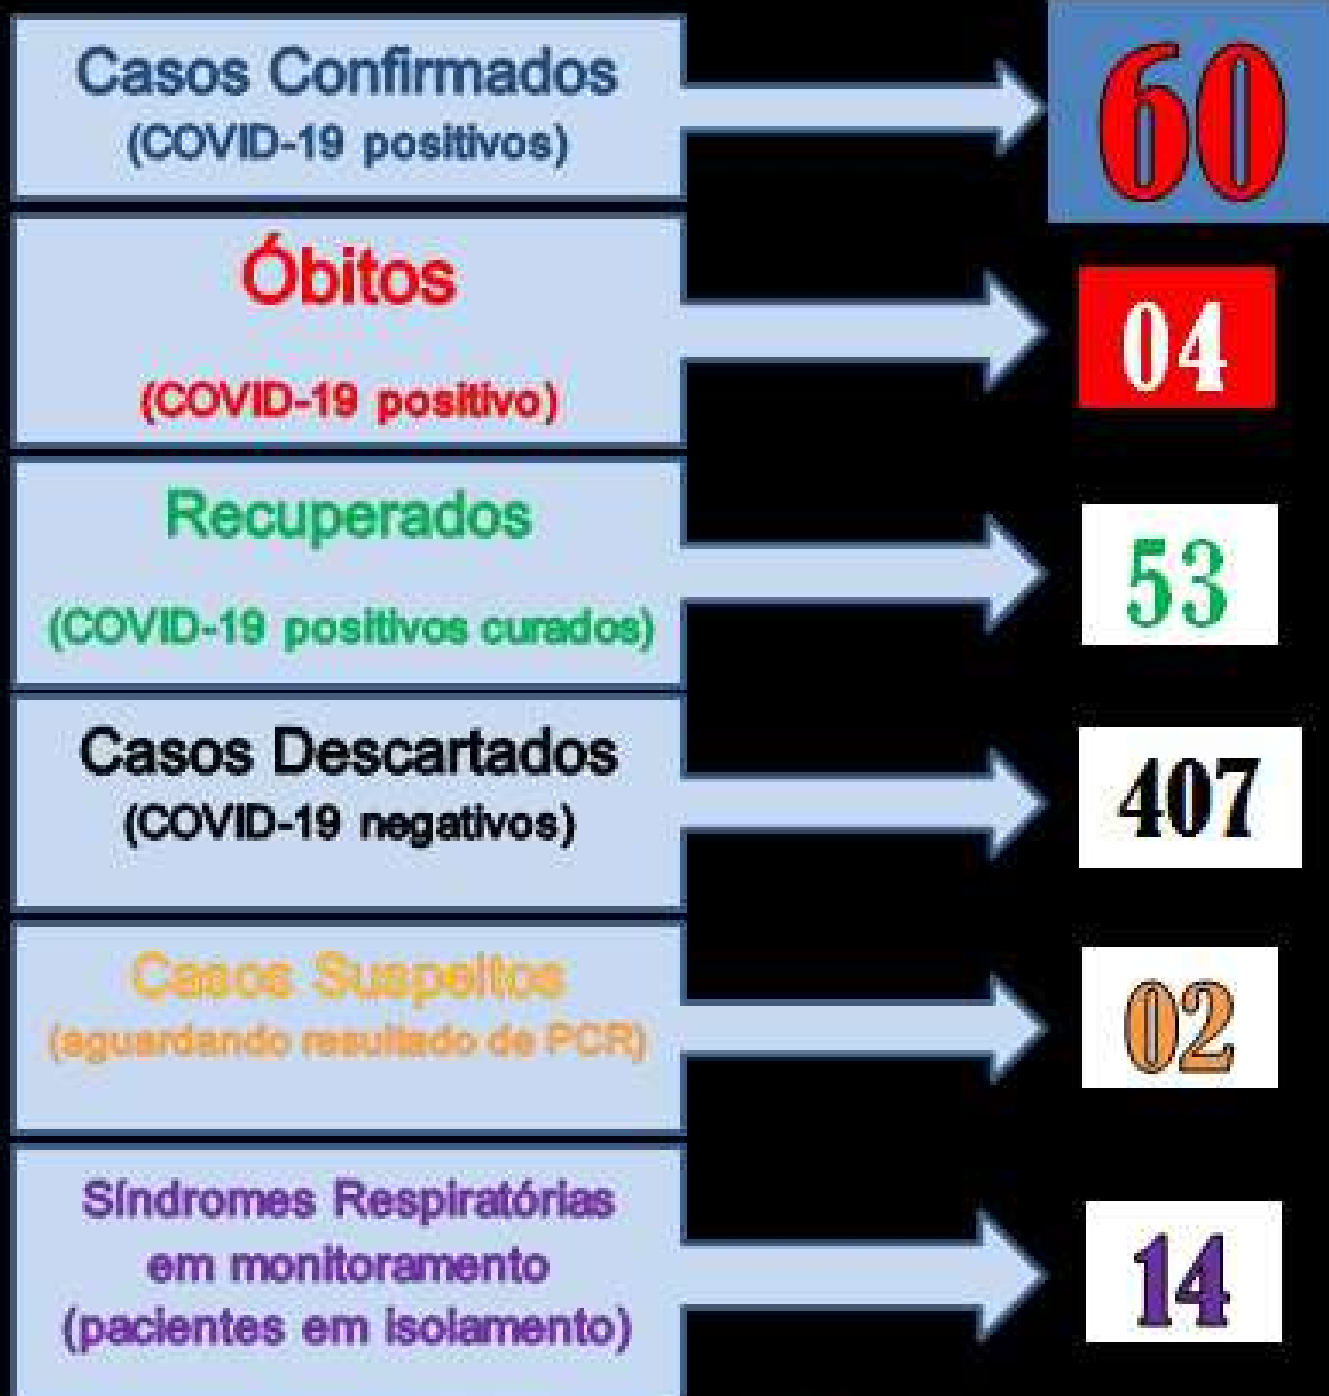 Casos Confirmados
(COVID-19 positivos)
60
Óbitos
(COVID-19 positivo)
04
Recuperados
(COVID-19 positivos curados)
53
Casos Descartados
(COVID-19 negativos)
407
Casos Suspeitos
(aguardando resultado de PCR)
02
Síndromes Respiratórias
em monitoramento
(pacientes em isolamento)
14